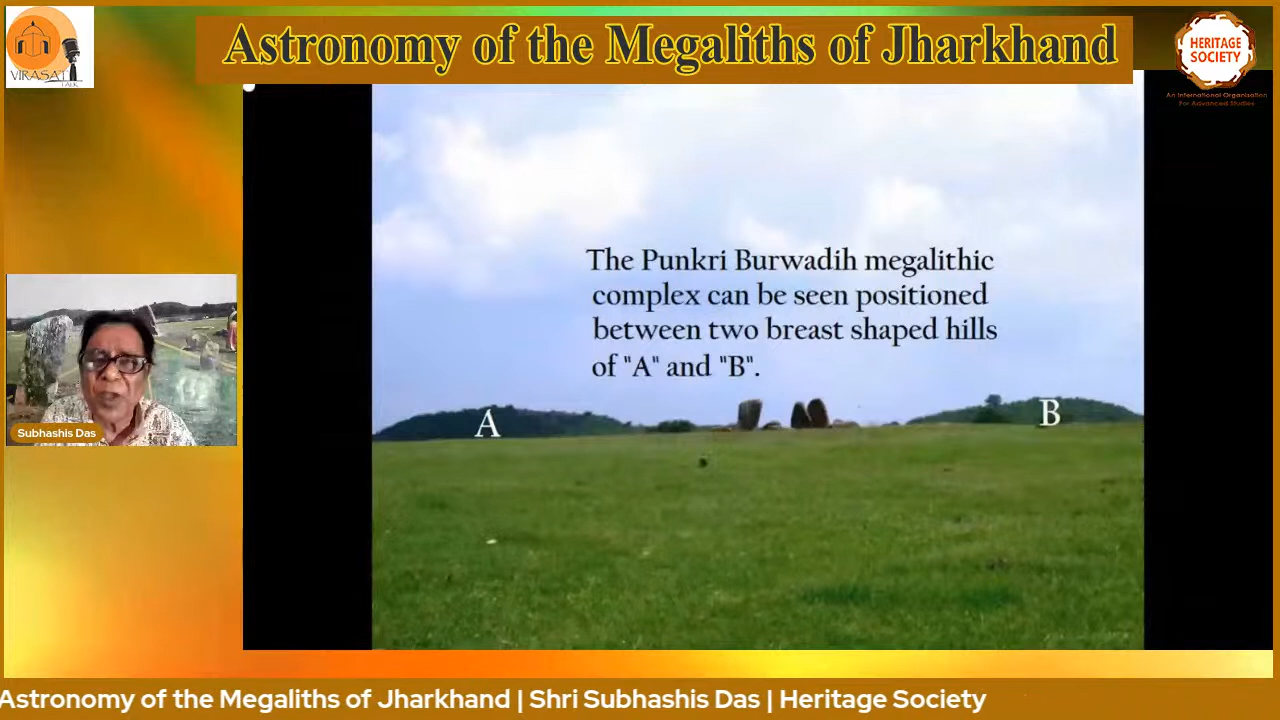 Astronomy of the Megaliths of Jharkhand
VIRASAT
TALK
HERITAGE
SOCIETY
An International Organisation
For Advanced Studies
The Punkri Burwadih megalithic
complex can be seen positioned
between two breast shaped hills
of "A" and "B".
A
B
Subhashis Das
Astronomy of the Megaliths of Jharkhand | Shri Subhashis Das | Heritage Society